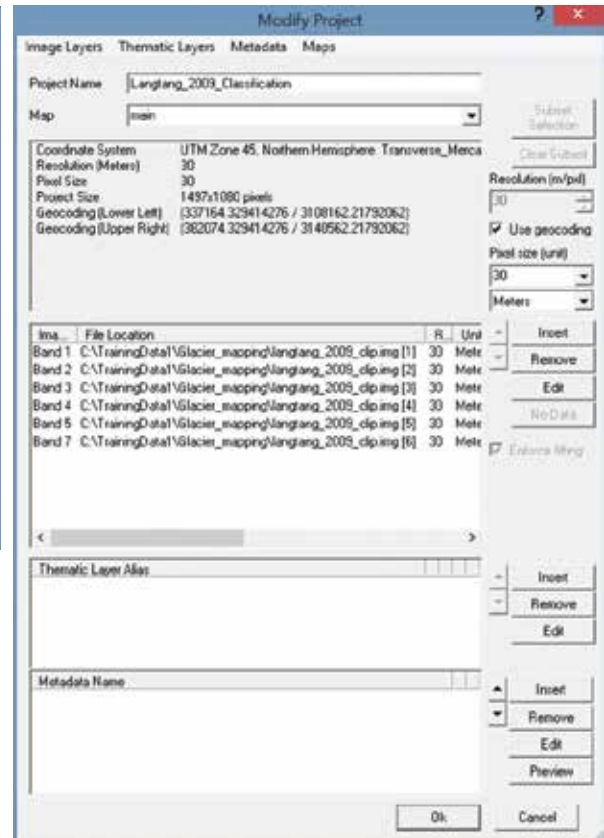 Modify Project
? ×
Image Layers Thematic Layers Metadata Maps
Project Name Langtang_2009_Classification
Map main
Subset Selection
Clear Subset
Coordinate System UTM Zone 45, Northern Hemisphere Transverse_Merca
Resolution (Meters) 30
Pixel Size 30
Project Size 1497x1080 pixels
Geocoding (Lower Left) (337164.329414276 / 3108162.21792062)
Geocoding (Upper Right) (382074.329414276 / 3140562.21792062)
Resolution (m/pxl)
30
Use geocoding
Pixel size (unit)
30
Meters
Ima... File Location R... Unit
Band 1 C:\TrainingData1\Glacier_mapping\langtang_2009_clip.img [1] 30 Mete
Band 2 C:\TrainingData1\Glacier_mapping\langtang_2009_clip.img [2] 30 Mete
Band 3 C:\TrainingData1\Glacier_mapping\langtang_2009_clip.img [3] 30 Mete
Band 4 C:\TrainingData1\Glacier_mapping\langtang_2009_clip.img [4] 30 Mete
Band 5 C:\TrainingData1\Glacier_mapping\langtang_2009_clip.img [5] 30 Mete
Band 7 C:\TrainingData1\Glacier_mapping\langtang_2009_clip.img [6] 30 Mete
Insert
Remove
Edit
No Data
Enforce fitting
Thematic Layer Alias
Insert
Remove
Edit
Metadata Name
Insert
Remove
Edit
Preview
Ok Cancel